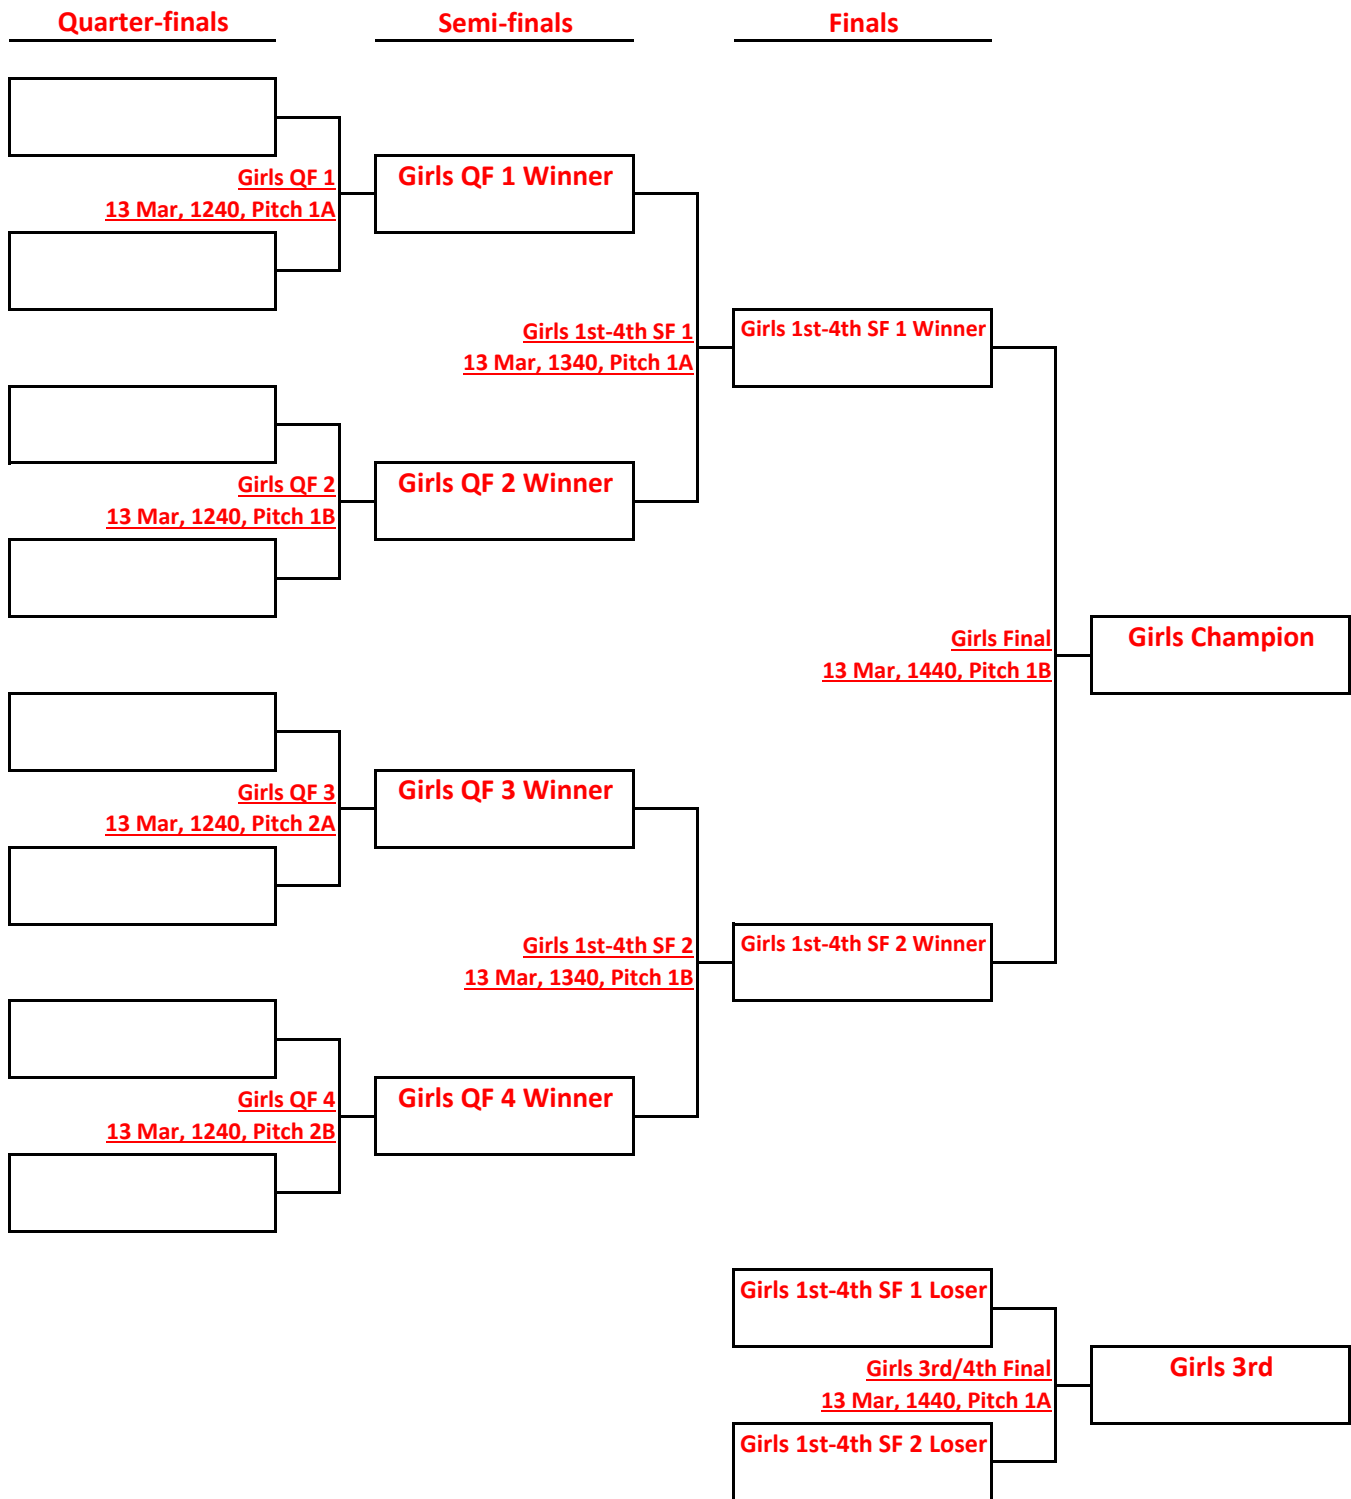 Quarter-finals
Semi-finals
Finals
Girls QF 1
13 Mar, 1240, Pitch 1A
Girls QF 1 Winner
Girls 1st-4th SF 1
13 Mar, 1340, Pitch 1A
Girls 1st-4th SF 1 Winner
Girls QF 2
13 Mar, 1240, Pitch 1B
Girls QF 2 Winner
Girls Final
13 Mar, 1440, Pitch 1B
Girls Champion
Girls QF 3
13 Mar, 1240, Pitch 2A
Girls QF 3 Winner
Girls 1st-4th SF 2
13 Mar, 1340, Pitch 1B
Girls 1st-4th SF 2 Winner
Girls QF 4
13 Mar, 1240, Pitch 2B
Girls QF 4 Winner
Girls 1st-4th SF 1 Loser
Girls 3rd/4th Final
13 Mar, 1440, Pitch 1A
Girls 3rd
Girls 1st-4th SF 2 Loser